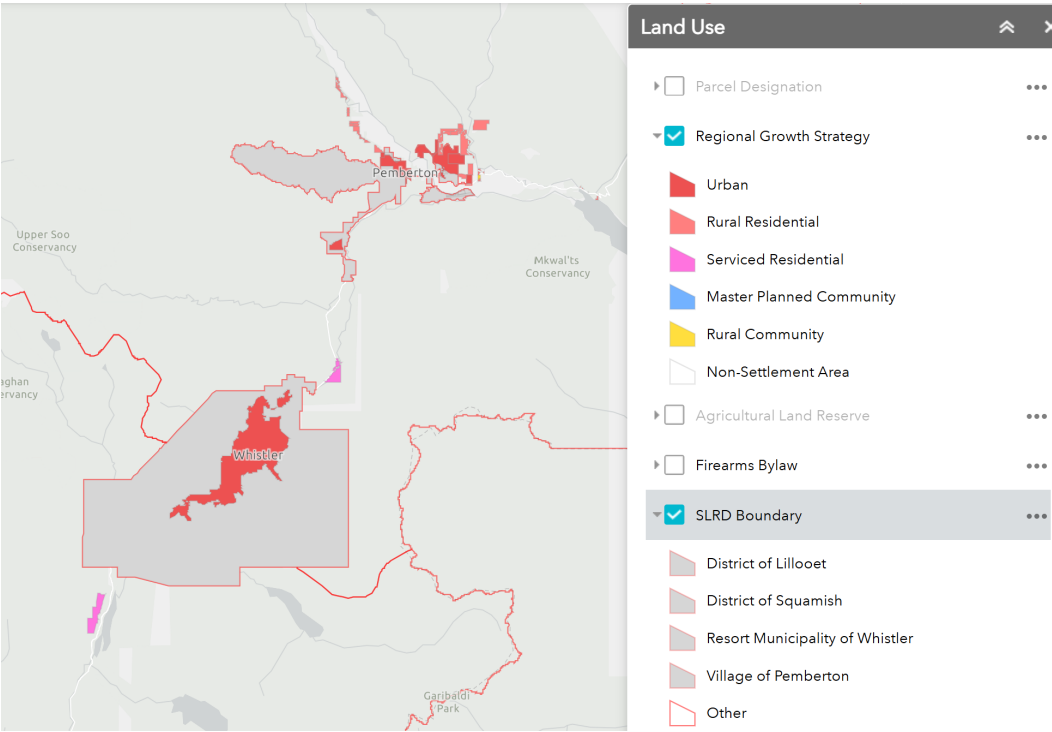 Land Use
Parcel Designation
Regional Growth Strategy
Urban
Rural Residential
Serviced Residential
Master Planned Community
Rural Community
Non-Settlement Area
Agricultural Land Reserve
Firearms Bylaw
SLRD Boundary
District of Lillooet
District of Squamish
Resort Municipality of Whistler
Village of Pemberton
Other
Pemberton
Upper Soo
Conservancy
Mkwal'ts
Conservancy
Whistler
Garibaldi
Park